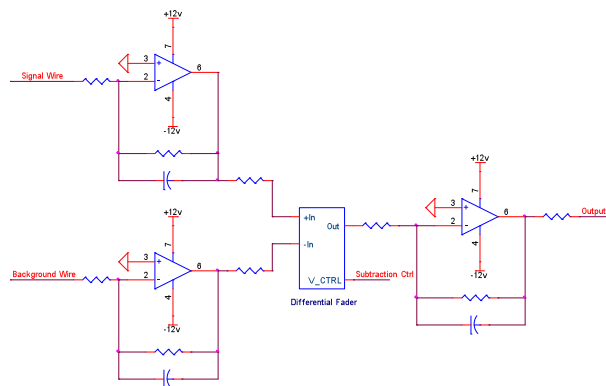 +12v
7
3
+
6
Signal Wire
2
-
4
-12v
+12v
7
3
+
6
2
-
Output
4
-12v
+In
Out
-In
V_CTRL
Subtraction Ctrl
Differential Fader
+12v
7
3
+
6
Background Wire
2
-
4
-12v